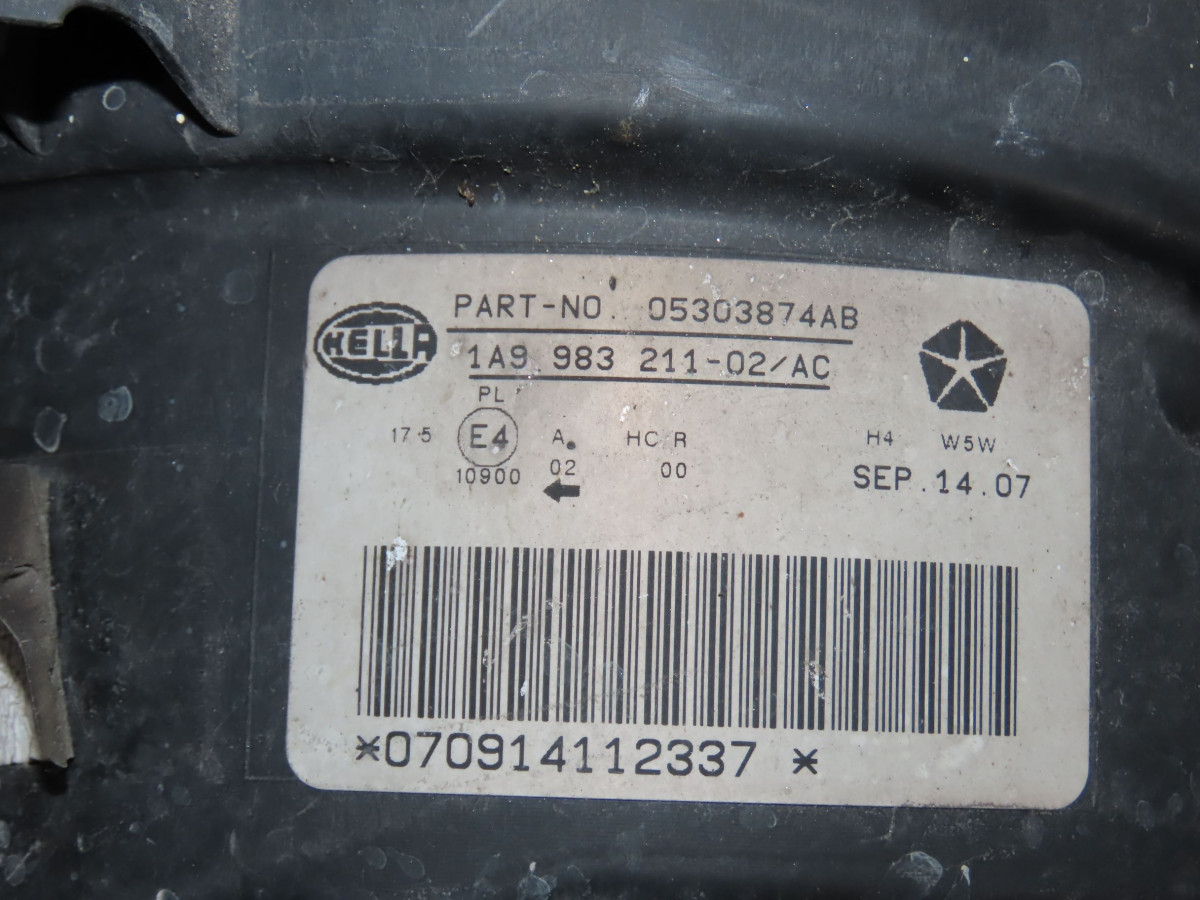 HELLA
PART-NO. 05303874AB
1A9 983 211-02/AC
PL
17.5 E4 A. HC R H4 W5W
10900 02 00 SEP.14.07
*070914112337 *